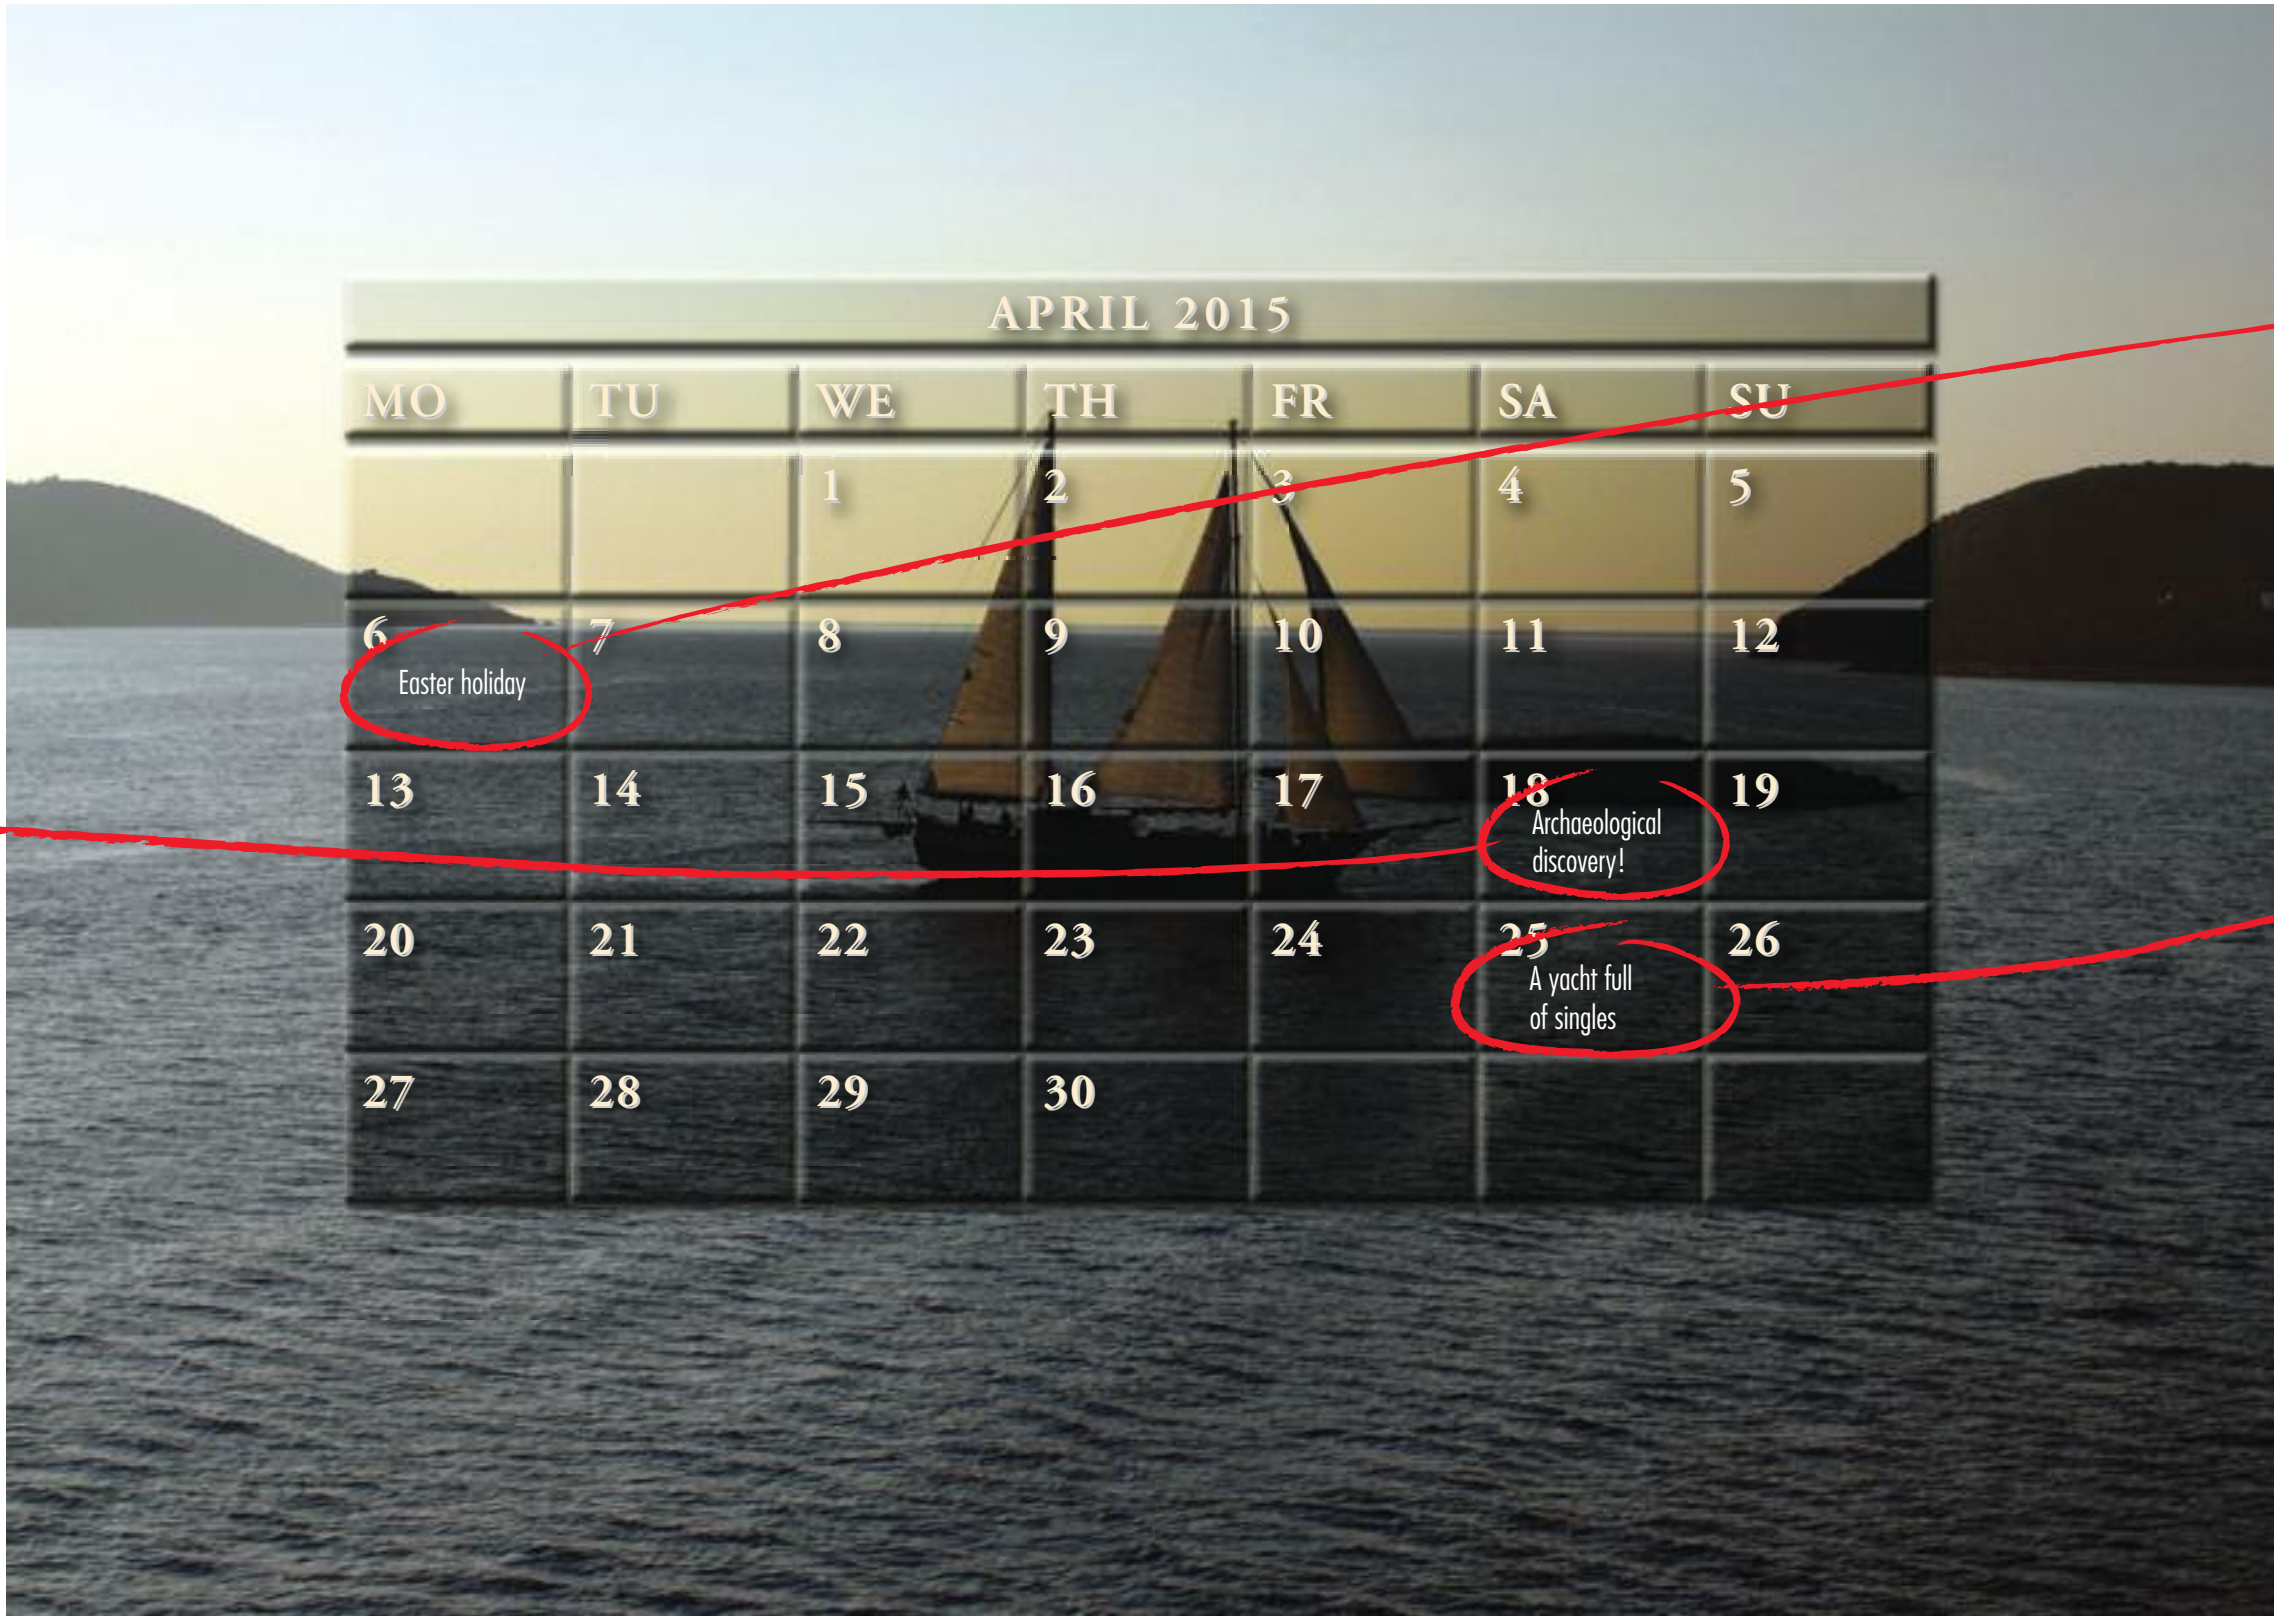 APRIL 2015
MO TU WE TH FR SA SU
1 2 3 4 5
6 7 8 9 10 11 12
Easter holiday
13 14 15 16 17 18 19
Archaeological
discovery!
20 21 22 23 24 25 26
A yacht full
of singles
27 28 29 30